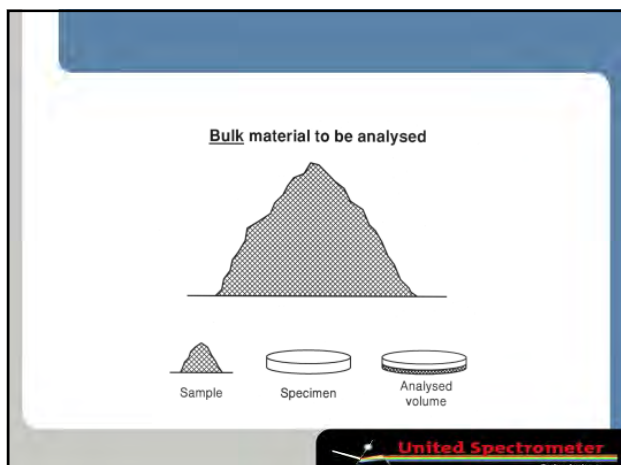 Bulk material to be analysed
Sample
Specimen
Analysed
volume
United Spectrometer